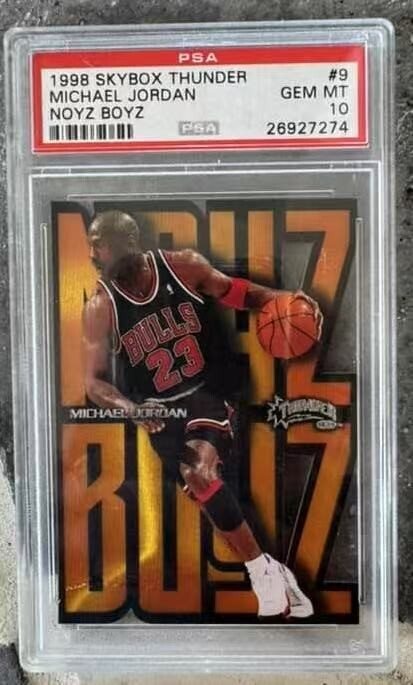 PSA
1998 SKYBOX THUNDER #9
MICHAEL JORDAN GEM MT
NOYZ BOYZ PSA 10
26927274
NOYZ
BULLS
23
MICHAEL JORDAN
THUNDER
BOYZ